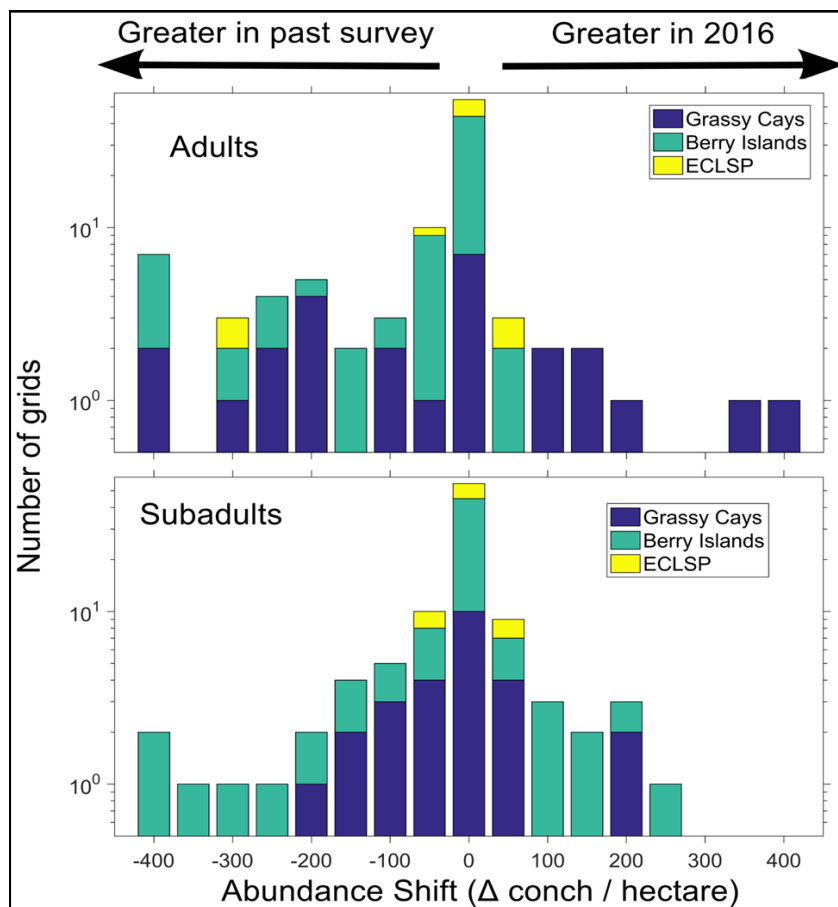 Greater in past survey
Greater in 2016
Adults
Grassy Cays
Berry Islands
ECLSP
10^1
10^0
Number of grids
Subadults
Grassy Cays
Berry Islands
ECLSP
10^1
10^0
-400 -300 -200 -100 0 100 200 300 400
Abundance Shift (Δ conch / hectare)